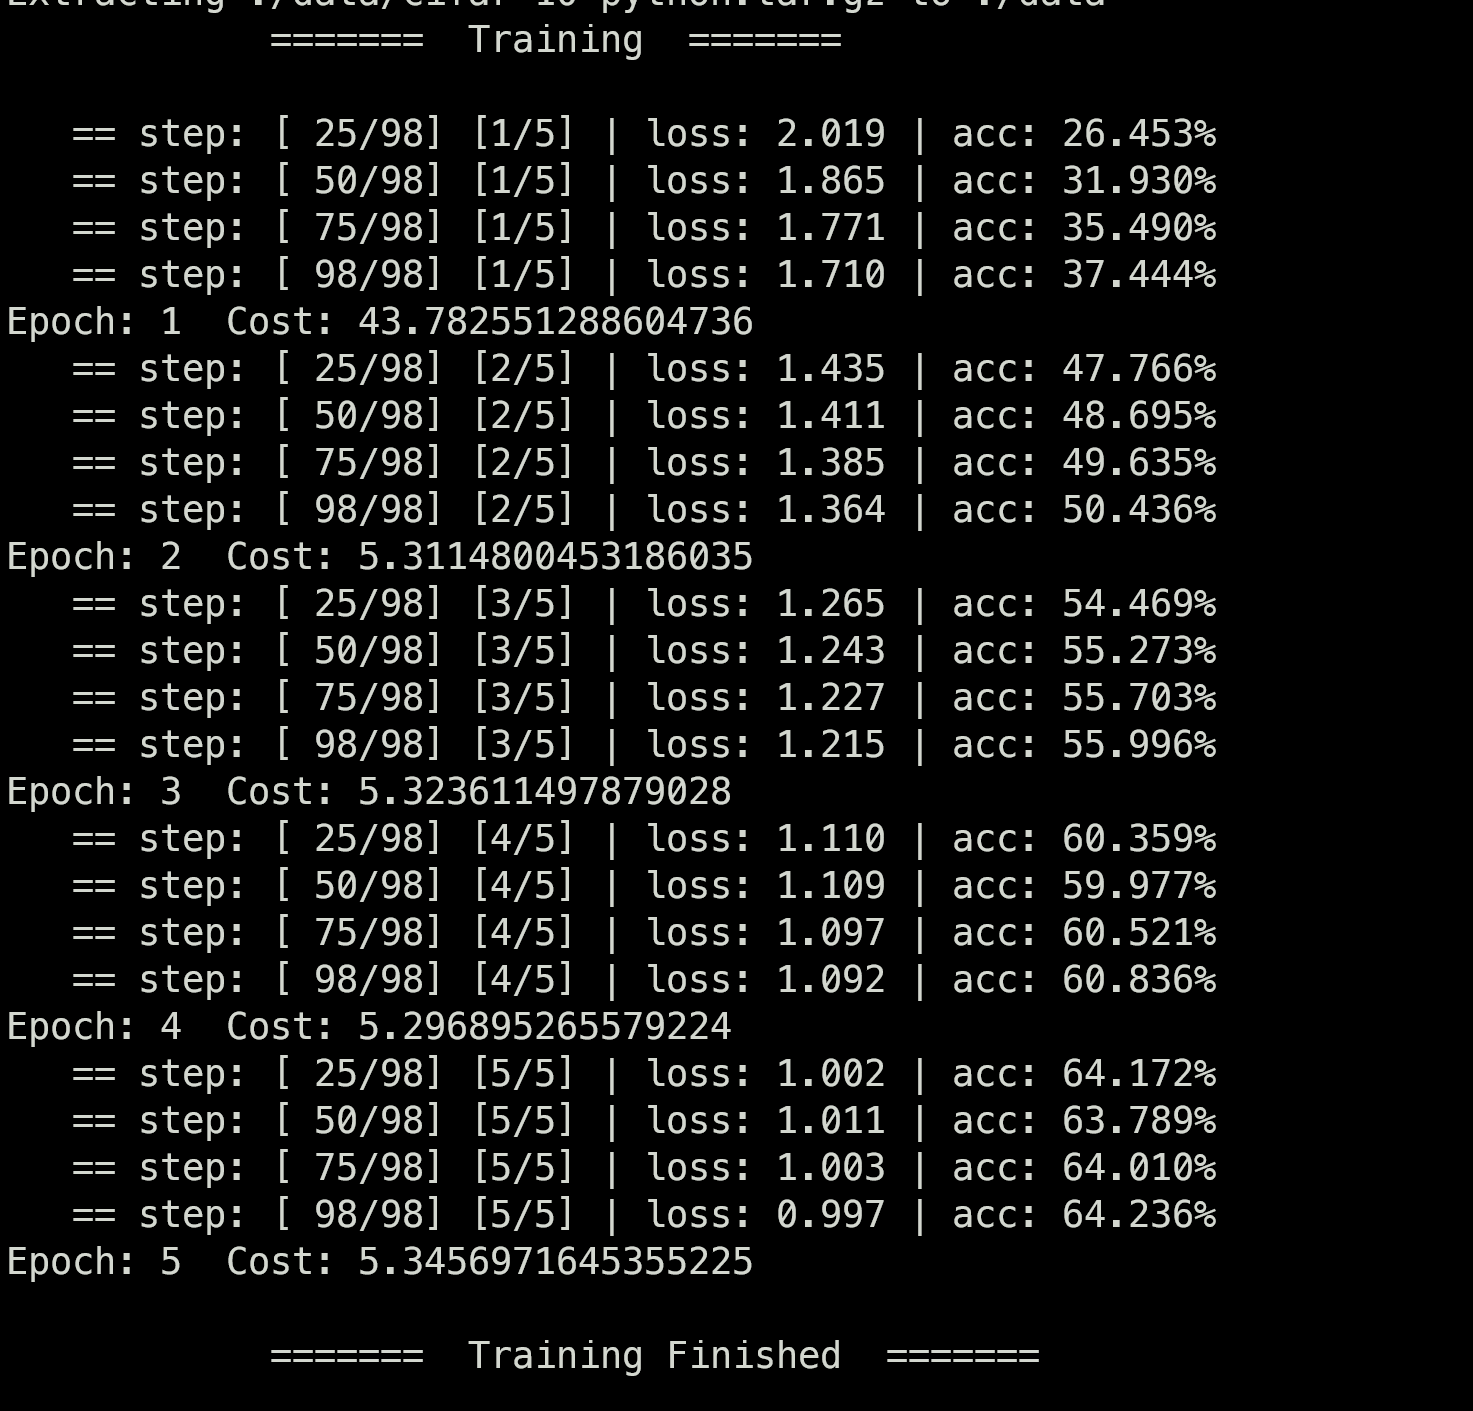 Extracting ./data/cifar-10-python.tar.gz to ./data
======= Training =======
== step: [ 25/98] [1/5] | loss: 2.019 | acc: 26.453%
== step: [ 50/98] [1/5] | loss: 1.865 | acc: 31.930%
== step: [ 75/98] [1/5] | loss: 1.771 | acc: 35.490%
== step: [ 98/98] [1/5] | loss: 1.710 | acc: 37.444%
Epoch: 1  Cost: 43.782551288604736
== step: [ 25/98] [2/5] | loss: 1.435 | acc: 47.766%
== step: [ 50/98] [2/5] | loss: 1.411 | acc: 48.695%
== step: [ 75/98] [2/5] | loss: 1.385 | acc: 49.635%
== step: [ 98/98] [2/5] | loss: 1.364 | acc: 50.436%
Epoch: 2  Cost: 5.3114800453186035
== step: [ 25/98] [3/5] | loss: 1.265 | acc: 54.469%
== step: [ 50/98] [3/5] | loss: 1.243 | acc: 55.273%
== step: [ 75/98] [3/5] | loss: 1.227 | acc: 55.703%
== step: [ 98/98] [3/5] | loss: 1.215 | acc: 55.996%
Epoch: 3  Cost: 5.323611497879028
== step: [ 25/98] [4/5] | loss: 1.110 | acc: 60.359%
== step: [ 50/98] [4/5] | loss: 1.109 | acc: 59.977%
== step: [ 75/98] [4/5] | loss: 1.097 | acc: 60.521%
== step: [ 98/98] [4/5] | loss: 1.092 | acc: 60.836%
Epoch: 4  Cost: 5.296895265579224
== step: [ 25/98] [5/5] | loss: 1.002 | acc: 64.172%
== step: [ 50/98] [5/5] | loss: 1.011 | acc: 63.789%
== step: [ 75/98] [5/5] | loss: 1.003 | acc: 64.010%
== step: [ 98/98] [5/5] | loss: 0.997 | acc: 64.236%
Epoch: 5  Cost: 5.3456971645355225
======= Training Finished =======